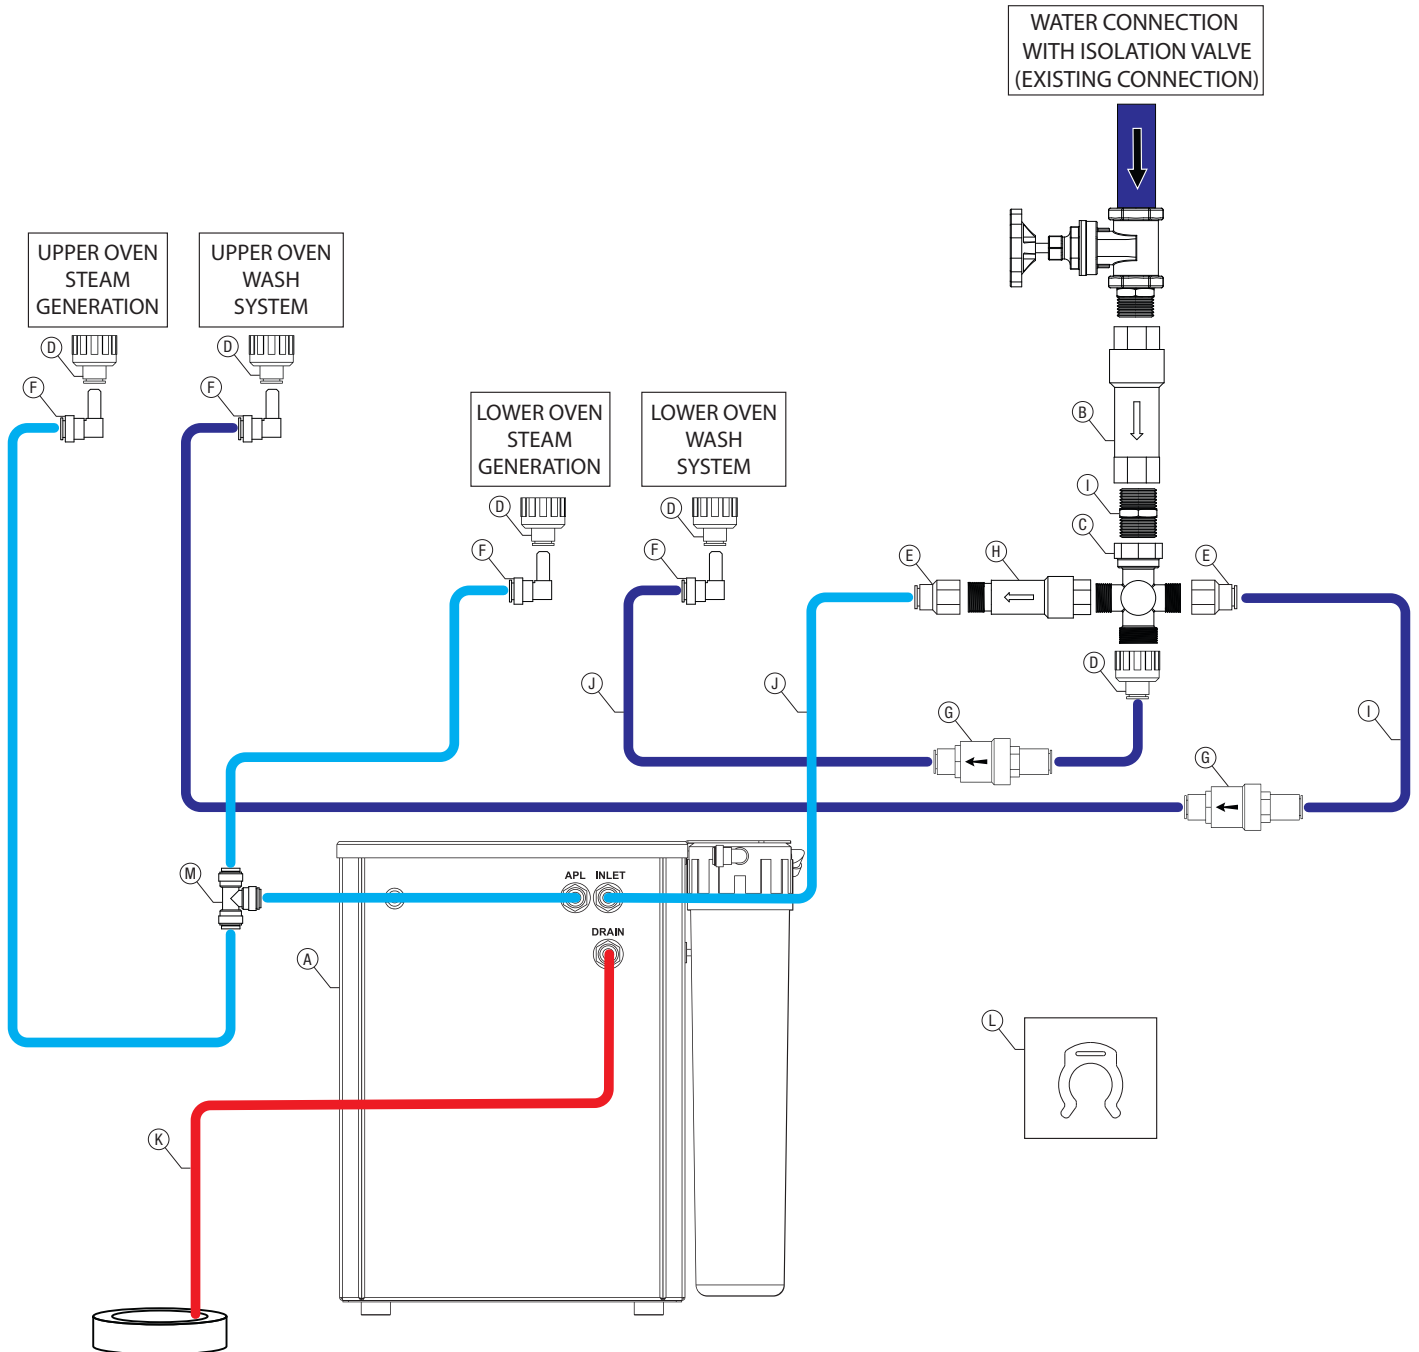 WATER CONNECTION
WITH ISOLATION VALVE
(EXISTING CONNECTION)
UPPER OVEN
STEAM
GENERATION
UPPER OVEN
WASH
SYSTEM
D
D
F
F
LOWER OVEN
STEAM
GENERATION
LOWER OVEN
WASH
SYSTEM
B
I
D
D
C
F
F
E
H
E
D
J
J
G
I
G
M
APL INLET
DRAIN
A
L
K